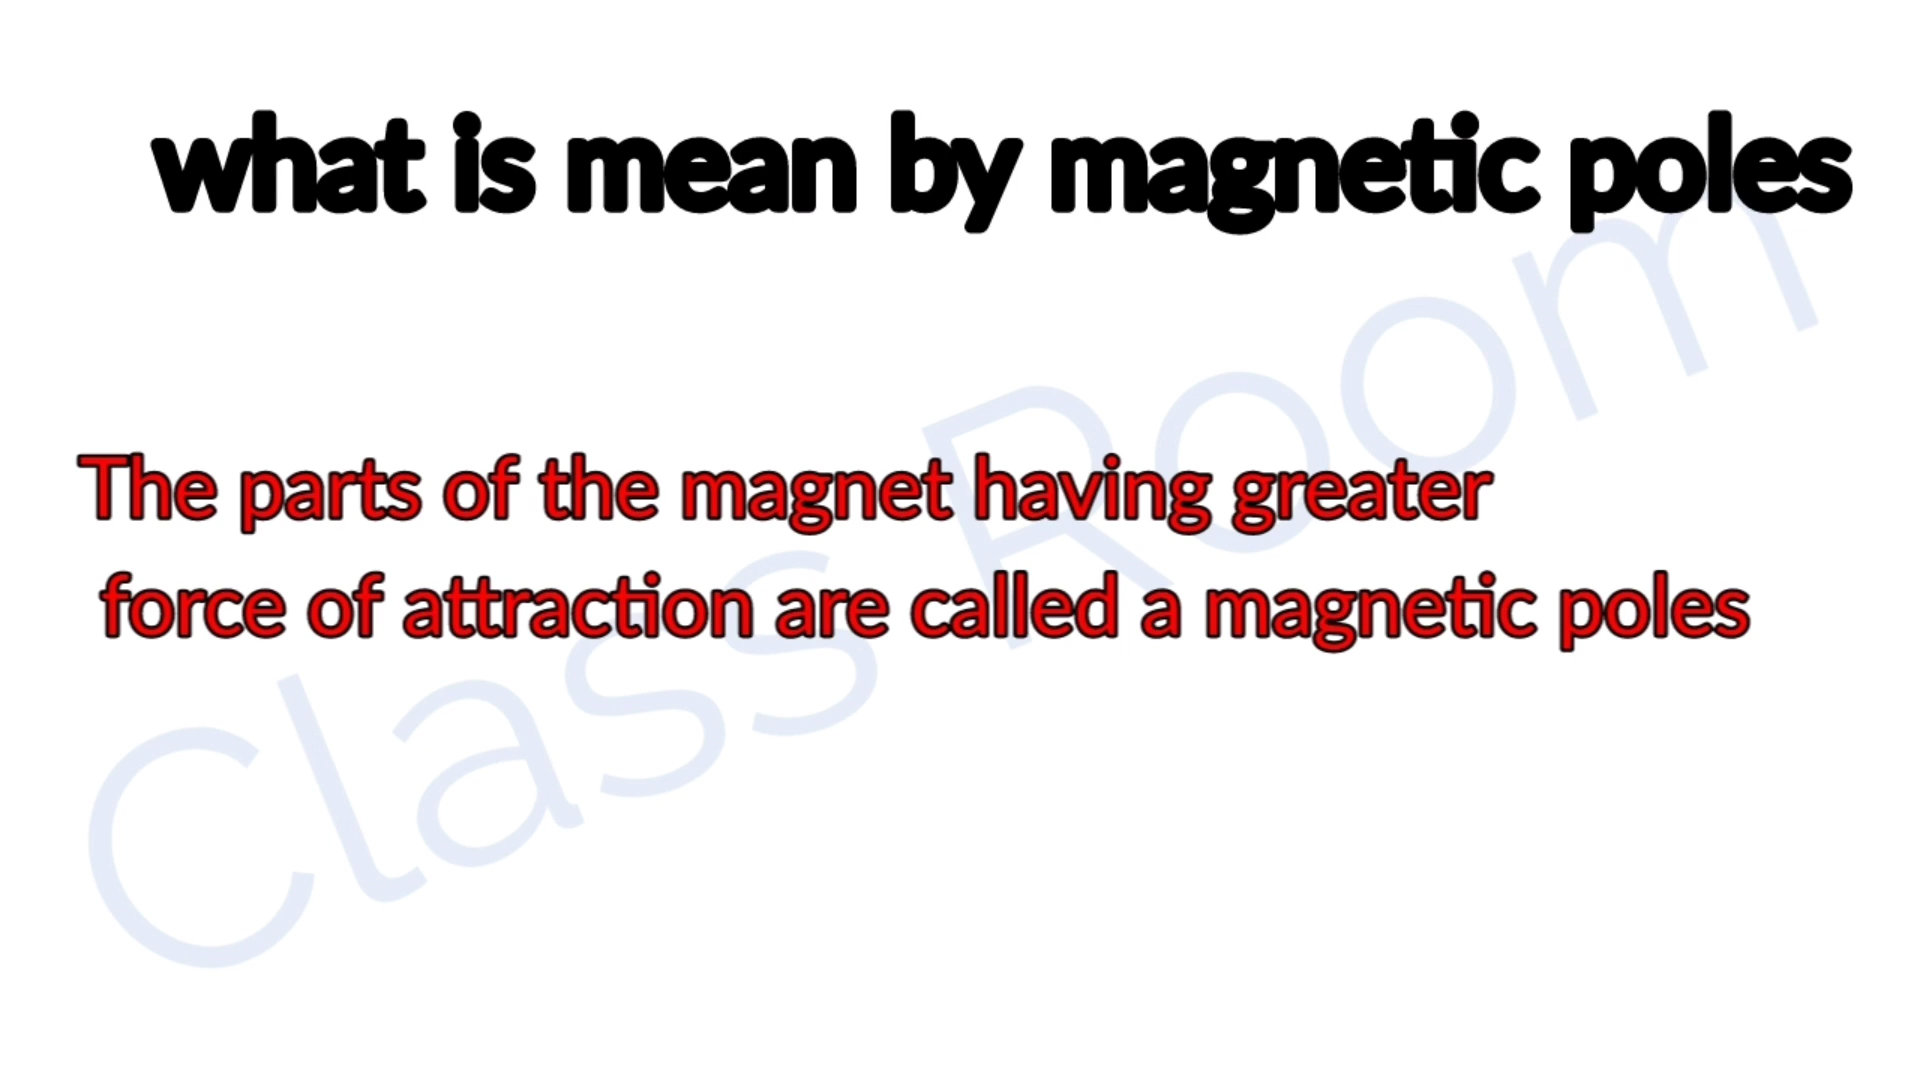 what is mean by magnetic poles
The parts of the magnet having greater
force of attraction are called a magnetic poles
Class Room